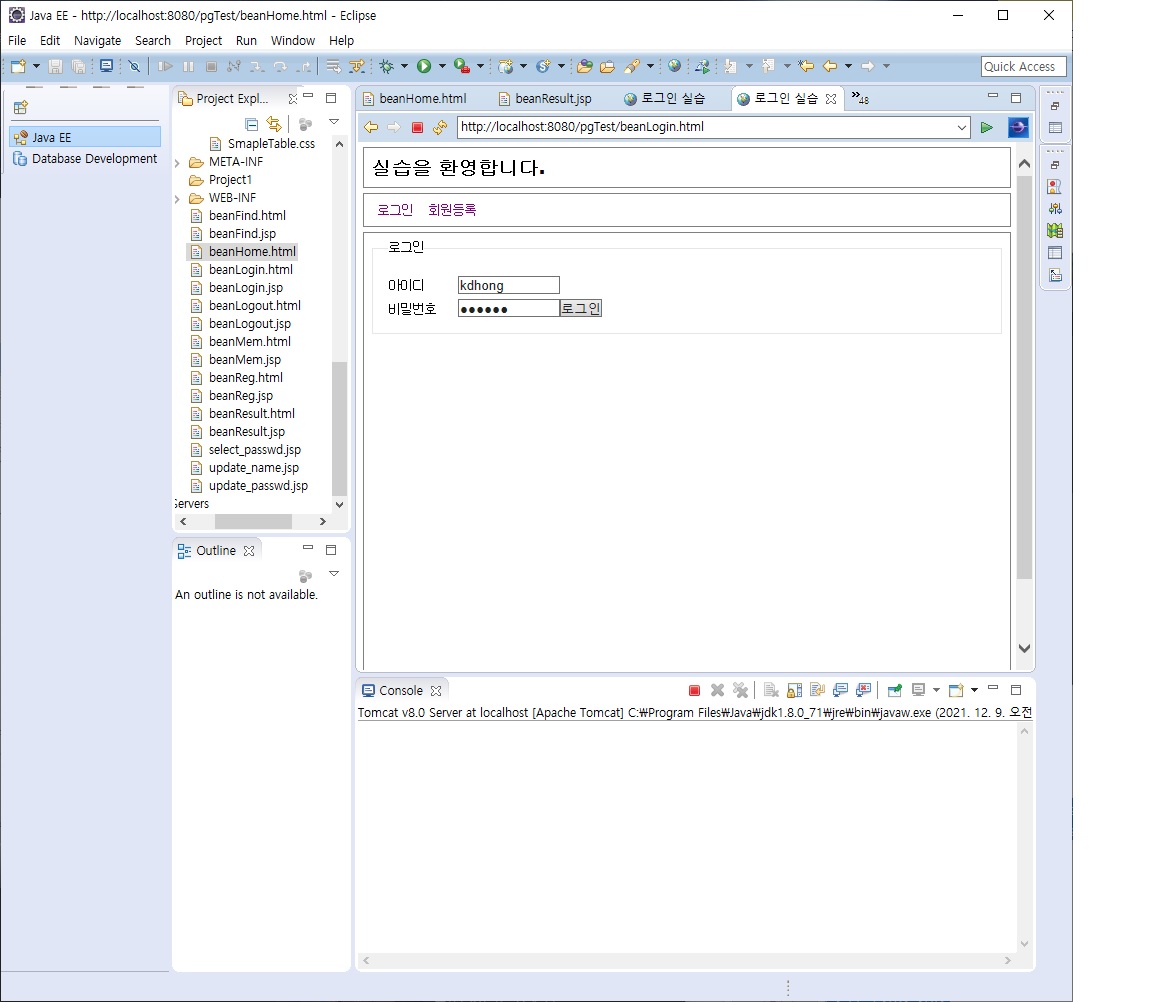 Java EE - http://localhost:8080/pgTest/beanHome.html - Eclipse
File Edit Navigate Search Project Run Window Help
Quick Access
Java EE
Database Development
Project Expl...
SmapleTable.css
META-INF
Project1
WEB-INF
beanFind.html
beanFind.jsp
beanHome.html
beanLogin.html
beanLogin.jsp
beanLogout.html
beanLogout.jsp
beanMem.html
beanMem.jsp
beanReg.html
beanReg.jsp
beanResult.html
beanResult.jsp
select_passwd.jsp
update_name.jsp
update_passwd.jsp
Servers
Outline
An outline is not available.
beanHome.html beanResult.jsp 로그인 실습 로그인 실습 »48
http://localhost:8080/pgTest/beanLogin.html
실습을 환영합니다.
로그인 회원등록
로그인
아이디 kdhong
비밀번호 ●●●●●● 로그인
Console
Tomcat v8.0 Server at localhost [Apache Tomcat] C:₩Program Files₩Java₩jdk1.8.0_71₩jre₩bin₩javaw.exe (2021. 12. 9. 오전